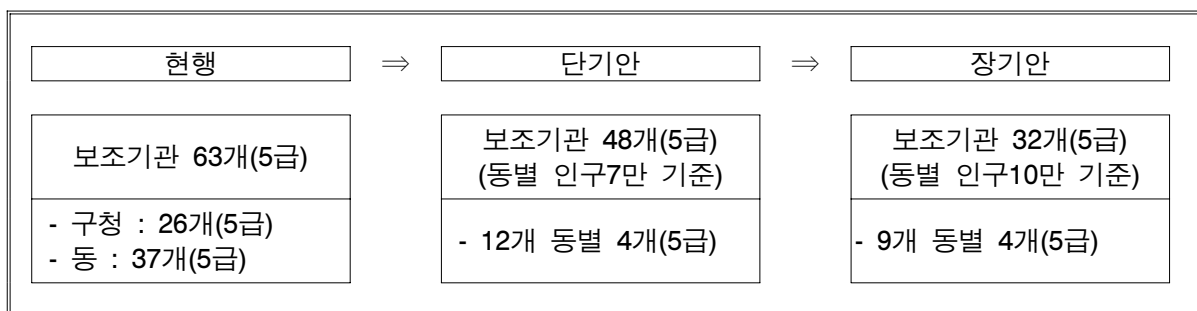 현행 ⇒ 단기안 ⇒ 장기안
보조기관 63개(5급)
- 구청 : 26개(5급)
- 동 : 37개(5급)
보조기관 48개(5급)
(동별 인구7만 기준)
- 12개 동별 4개(5급)
보조기관 32개(5급)
(동별 인구10만 기준)
- 9개 동별 4개(5급)